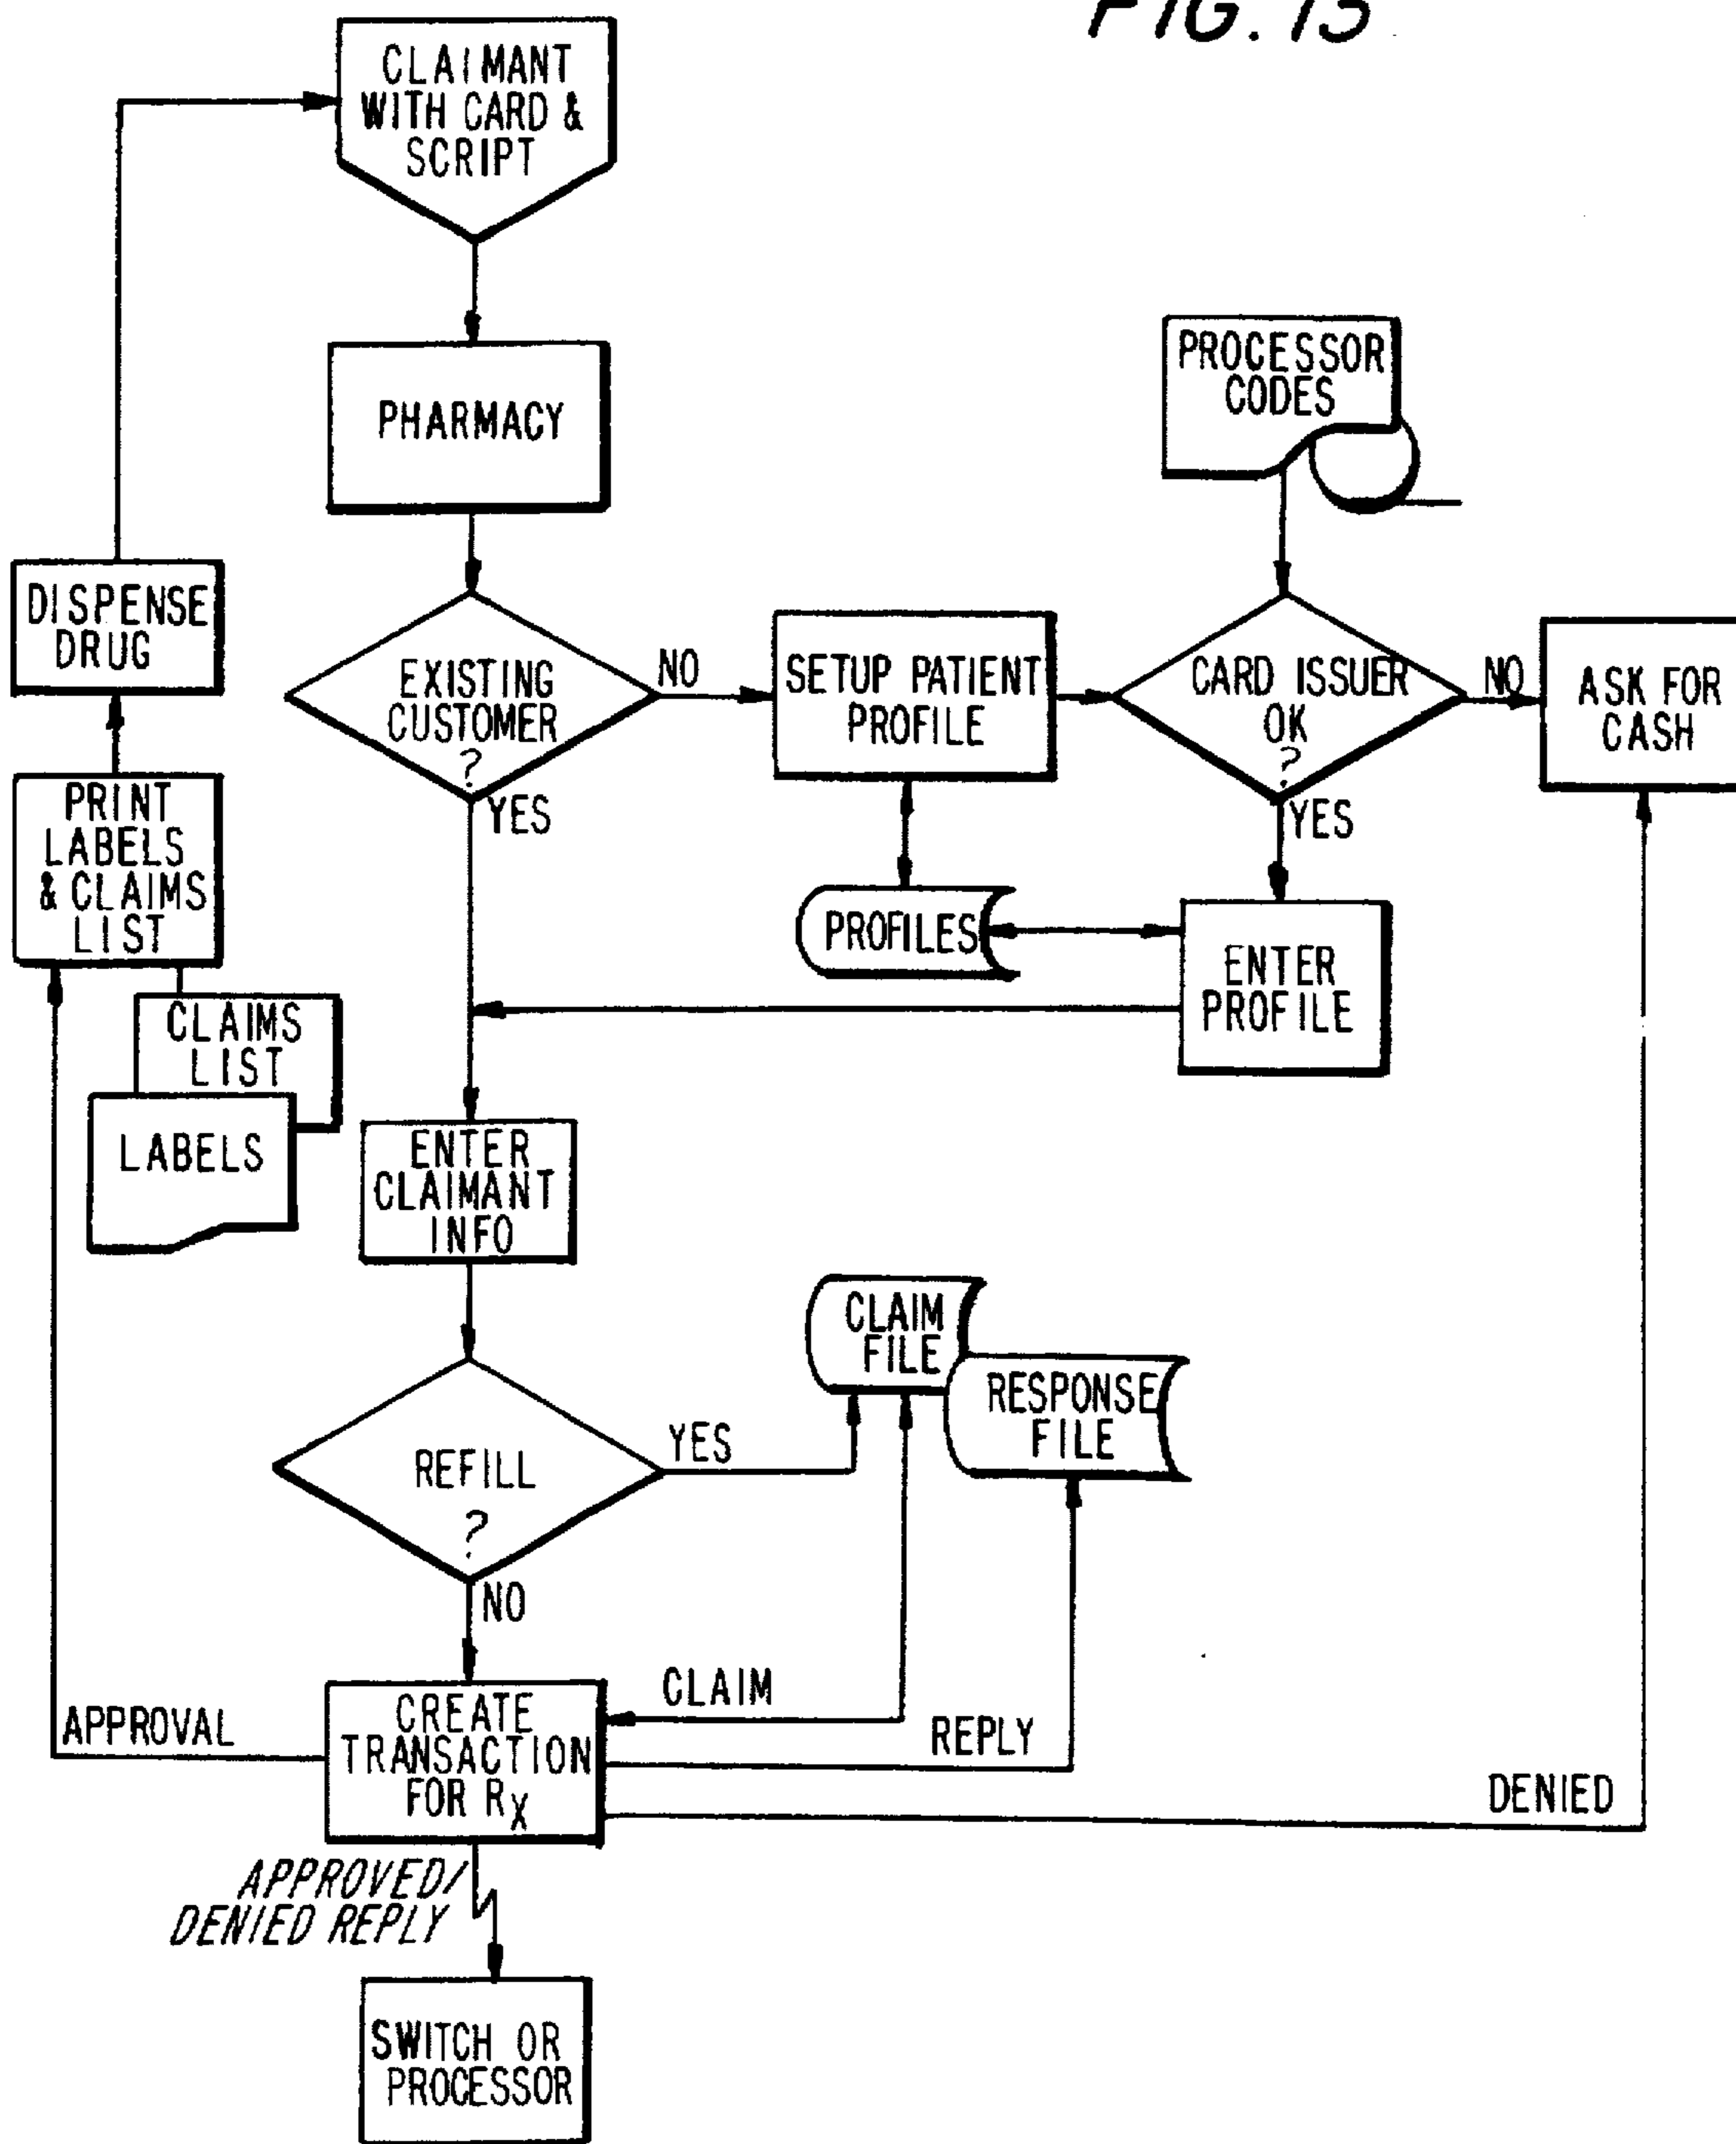 FIG. 13
CLAIMANT
WITH CARD &
SCRIPT
PHARMACY
PROCESSOR
CODES
DISPENSE
DRUG
EXISTING
CUSTOMER
?
NO
YES
SETUP PATIENT
PROFILE
CARD ISSUER
OK
?
NO
YES
ASK FOR
CASH
PRINT
LABELS
& CLAIMS
LIST
PROFILES
ENTER
PROFILE
CLAIMS
LIST
LABELS
ENTER
CLAIMANT
INFO
CLAIM
FILE
RESPONSE
FILE
REFILL
?
YES
NO
CLAIM
APPROVAL
CREATE
TRANSACTION
FOR Rx
REPLY
DENIED
APPROVED/
DENIED REPLY
SWITCH OR
PROCESSOR